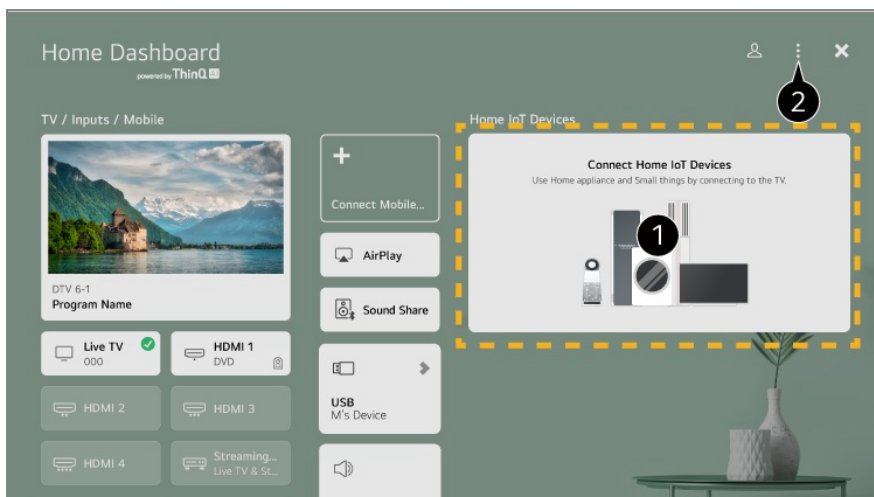 Home Dashboard
powered by ThinQ AI
2
TV / Inputs / Mobile
Home IoT Devices
Connect Home IoT Devices
Use Home appliance and Small things by connecting to the TV.
1
DTV 6-1
Program Name
Connect Mobile...
AirPlay
Sound Share
Live TV
000
HDMI 1
DVD
HDMI 2
HDMI 3
HDMI 4
Streaming...
Live TV & St...
USB
M's Device